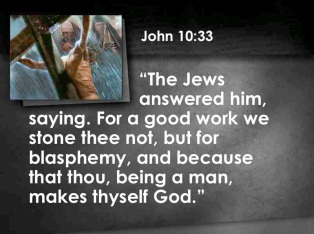 John 10:33
“The Jews
answered him,
saying. For a good work we
stone thee not, but for
blasphemy, and because
that thou, being a man,
makes thyself God.”